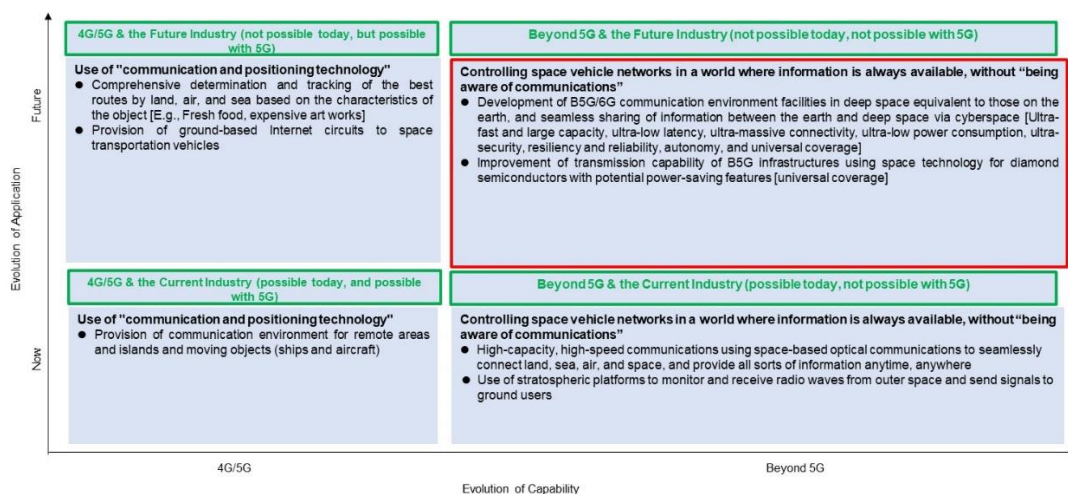 4G/5G & the Future Industry (not possible today, but possible
with 5G)
Use of "communication and positioning technology"
● Comprehensive determination and tracking of the best
routes by land, air, and sea based on the characteristics of
the object [E.g., Fresh food, expensive art works]
● Provision of ground-based Internet circuits to space
transportation vehicles
Beyond 5G & the Future Industry (not possible today, not possible with 5G)
Controlling space vehicle networks in a world where information is always available, without “being
aware of communications”
● Development of B5G/6G communication environment facilities in deep space equivalent to those on the
earth, and seamless sharing of information between the earth and deep space via cyberspace [Ultra-
fast and large capacity, ultra-low latency, ultra-massive connectivity, ultra-low power consumption, ultra-
security, resiliency and reliability, autonomy, and universal coverage]
● Improvement of transmission capability of B5G infrastructures using space technology for diamond
semiconductors with potential power-saving features [universal coverage]
4G/5G & the Current Industry (possible today, and possible
with 5G)
Use of "communication and positioning technology"
● Provision of communication environment for remote areas
and islands and moving objects (ships and aircraft)
Beyond 5G & the Current Industry (possible today, not possible with 5G)
Controlling space vehicle networks in a world where information is always available, without “being
aware of communications”
● High-capacity, high-speed communications using space-based optical communications to seamlessly
connect land, sea, air, and space, and provide all sorts of information anytime, anywhere
● Use of stratospheric platforms to monitor and receive radio waves from outer space and send signals to
ground users
Future
Evolution of Application
Now
4G/5G
Beyond 5G
Evolution of Capability